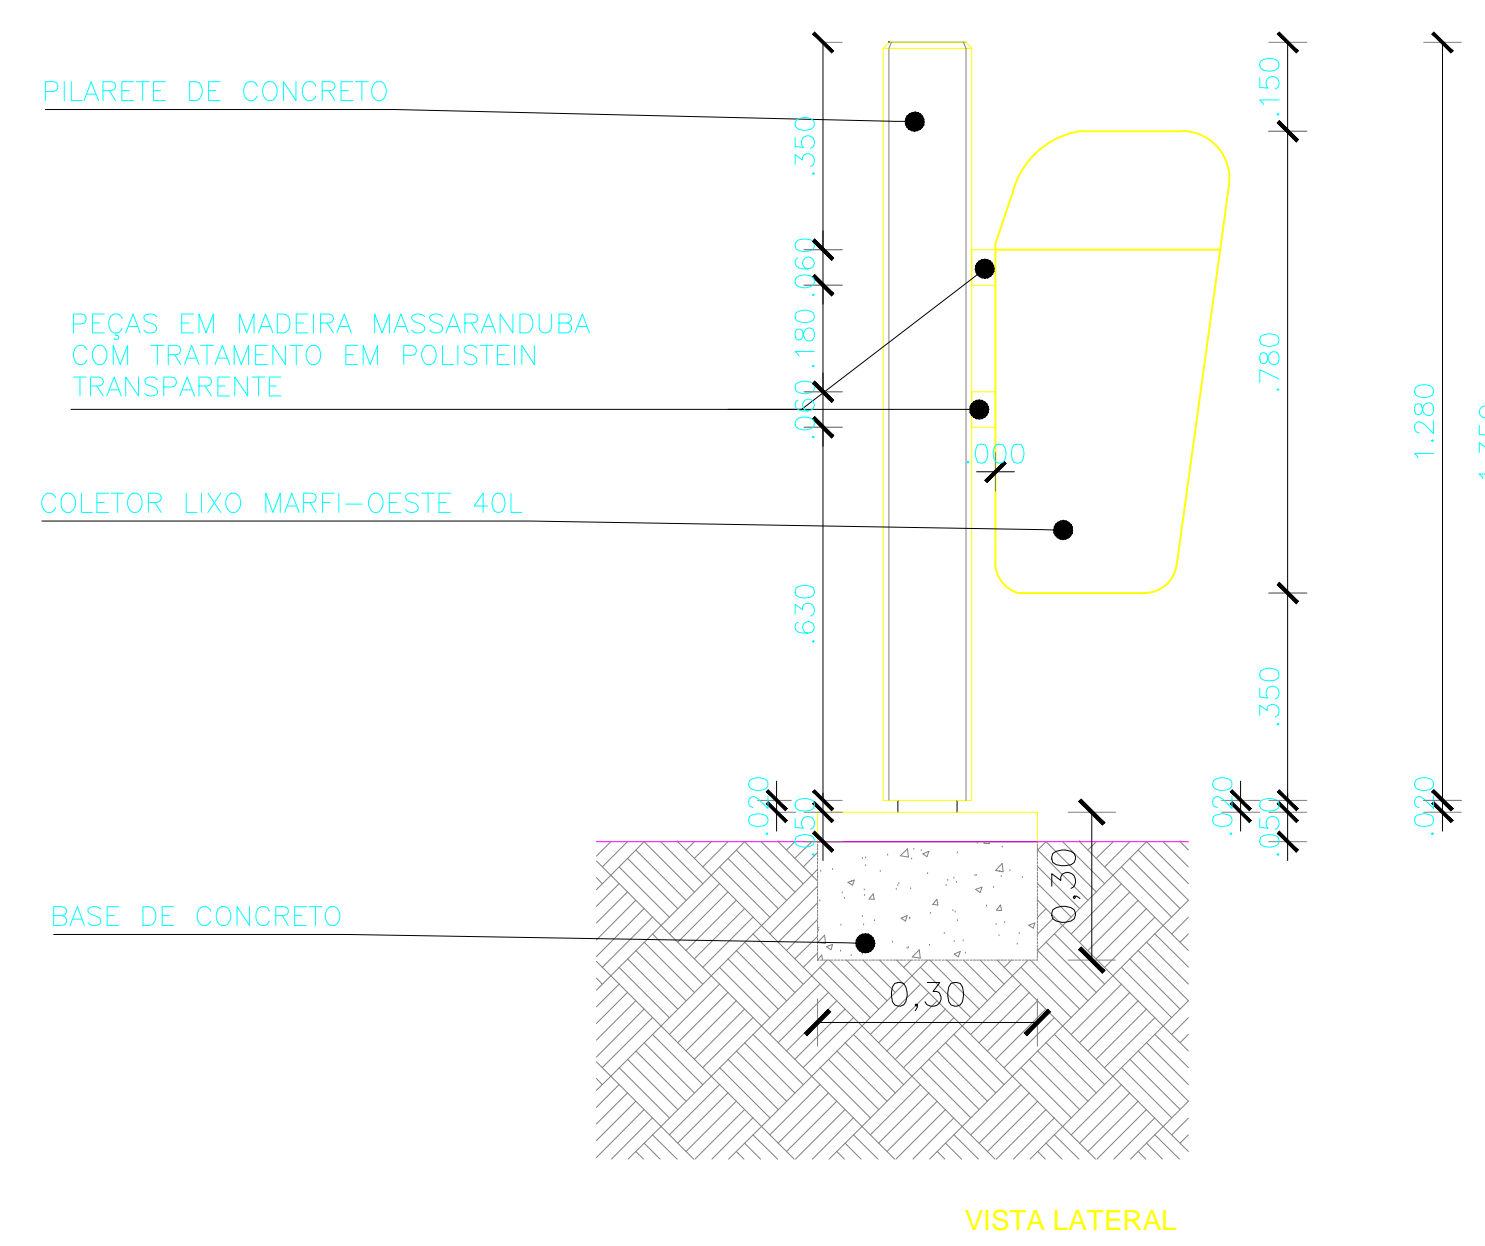 PILARETE DE CONCRETO
.350
.150
.060
PEÇAS EM MADEIRA MASSARANDUBA
COM TRATAMENTO EM POLISTEIN
TRANSPARENTE
.180
.780
1.280
.060
.000
COLETOR LIXO MARFI-OESTE 40L
.630
.350
.020
.050
.020
.050
.020
0,30
BASE DE CONCRETO
0,30
VISTA LATERAL